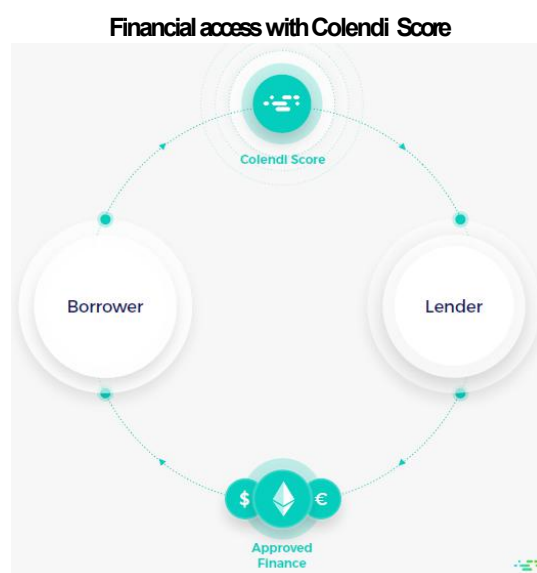 Financial access with Colendi Score
Colendi Score
Borrower
Lender
$ €
Approved
Finance